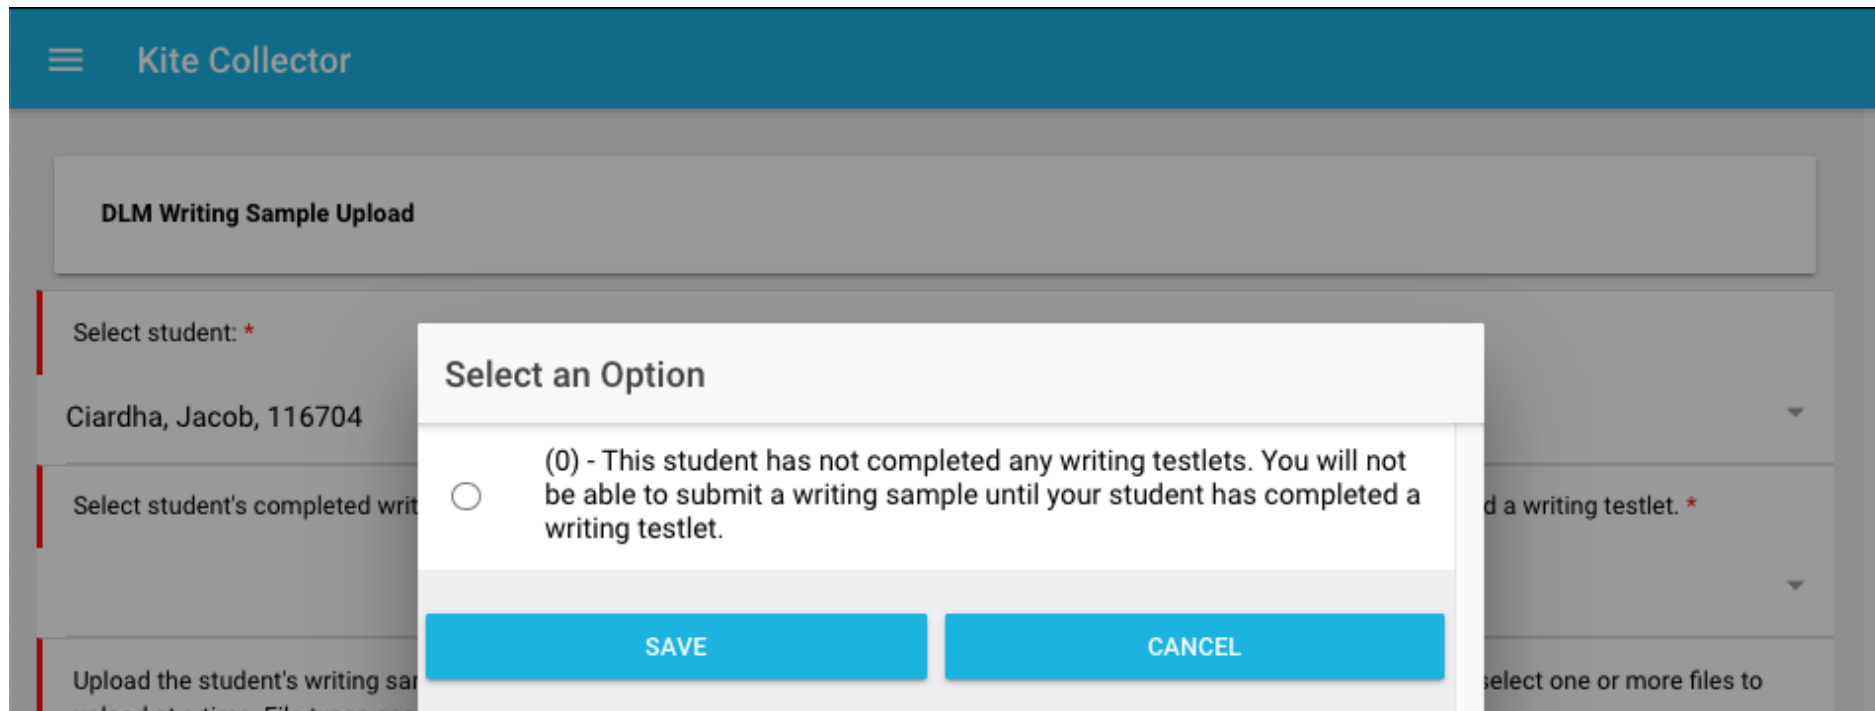 Kite Collector
DLM Writing Sample Upload
Select student: *
Ciardha, Jacob, 116704
Select an Option
(0) - This student has not completed any writing testlets. You will not
be able to submit a writing sample until your student has completed a
writing testlet.
Select student's completed writ
d a writing testlet. *
SAVE
CANCEL
Upload the student's writing sa
select one or more files to